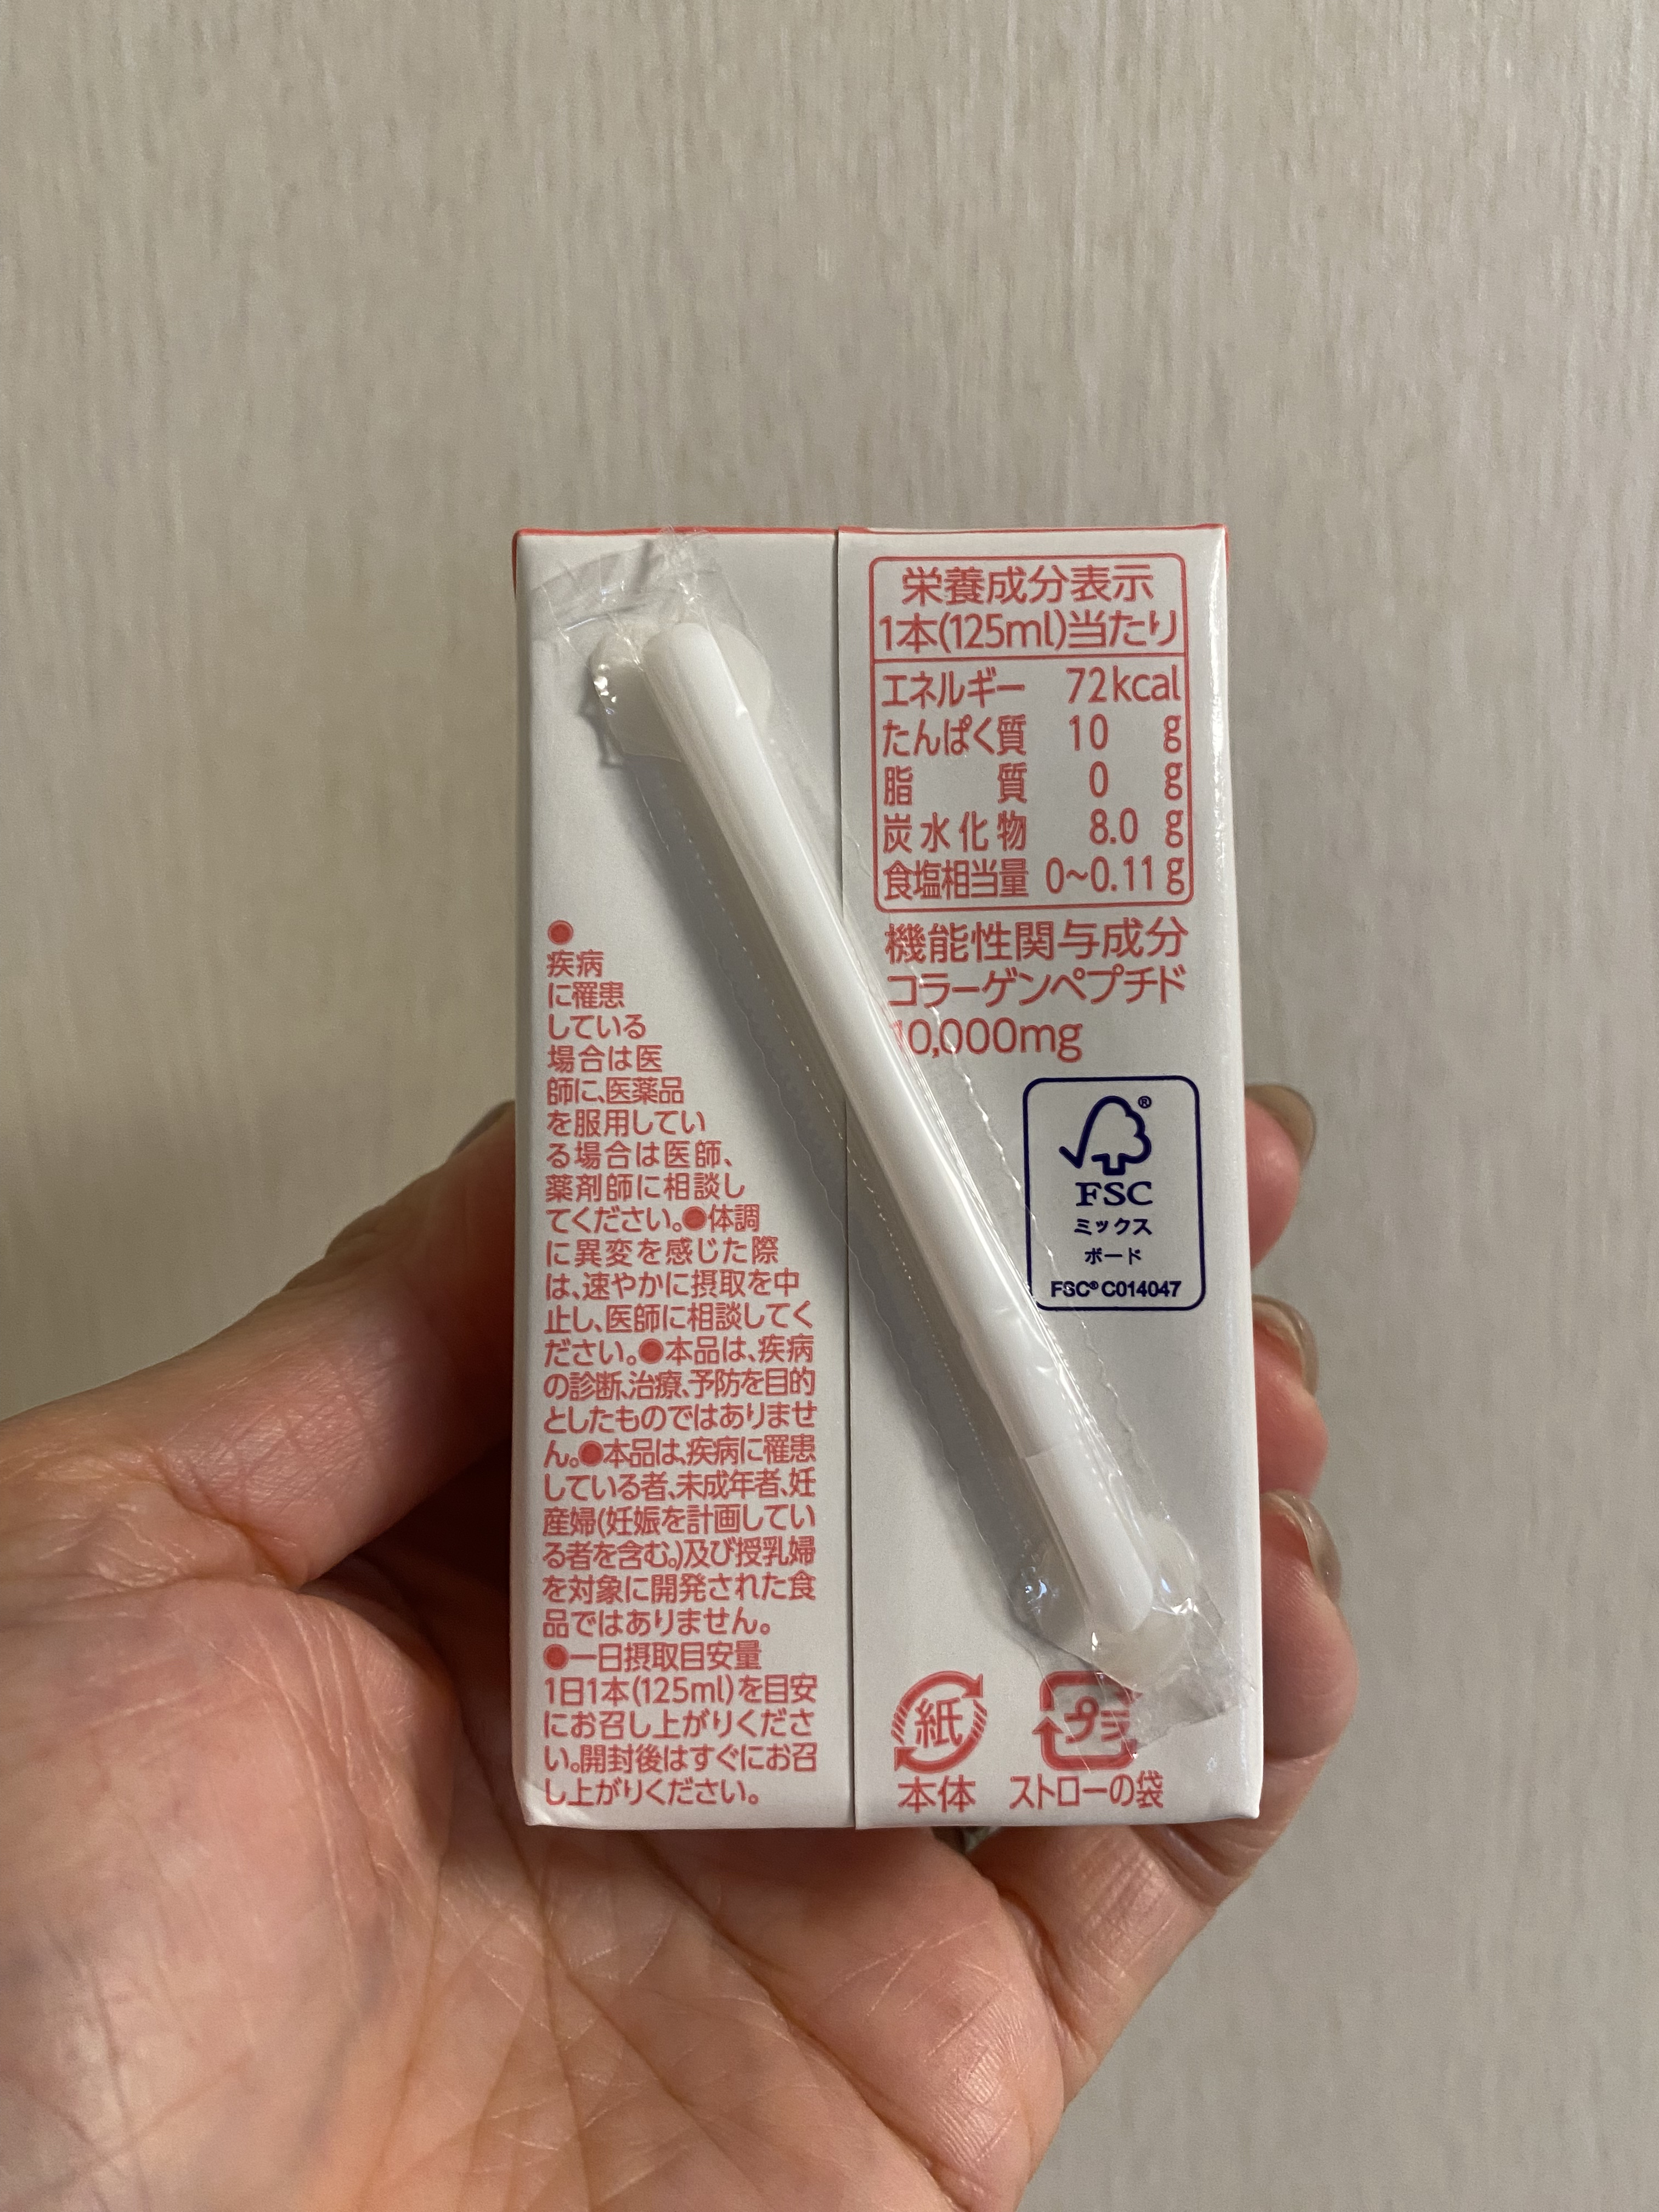 ●
疾病
に罹患
している
場合は医
師に、医薬品
を服用してい
る場合は医師、
薬剤師に相談し
てください。●体調
に異変を感じた際
は、速やかに摂取を中
止し、医師に相談してく
ださい。●本品は、疾病
の診断、治療、予防を目的
としたものではありませ
ん。●本品は、疾病に罹患
している者、未成年者、妊
産婦(妊娠を計画してい
る者を含む。)及び授乳婦
を対象に開発された食
品ではありません。
●一日摂取目安量
1日1本(125ml)を目安
にお召し上がりくださ
い。開封後はすぐにお召
し上がりください。
栄養成分表示
1本(125ml)当たり
エネルギー 72kcal
たんぱく質 10 g
脂質 0 g
炭水化物 8.0 g
食塩相当量 0~0.11g
機能性関与成分
コラーゲンペプチド
10,000mg
FSC®
ミックス
ボード
FSC® C014047
紙 プラ
本体 ストローの袋